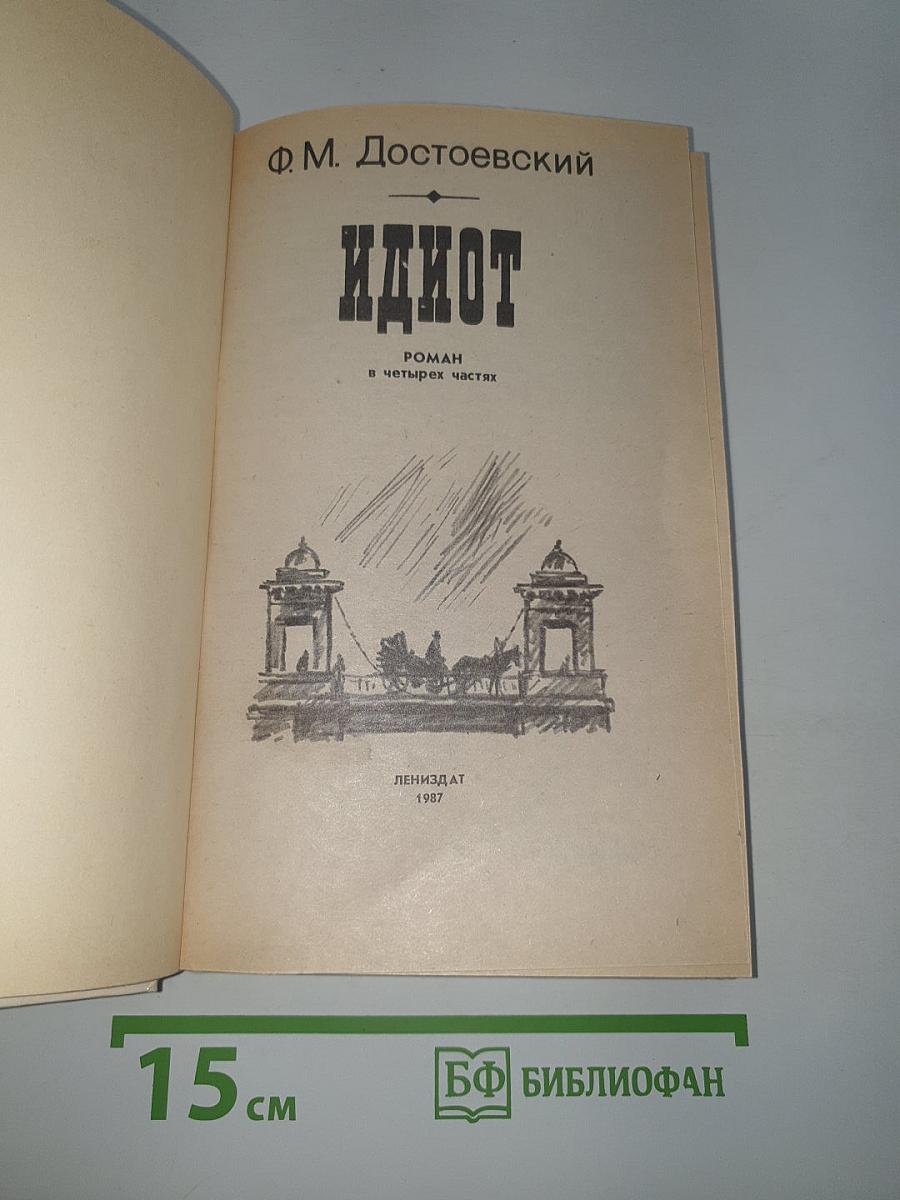 Ф. М. Достоевский
ИДИОТ
РОМАН
в четырех частях
ЛЕНИЗДАТ
1987
15 см
БФ БИБЛИОФАН